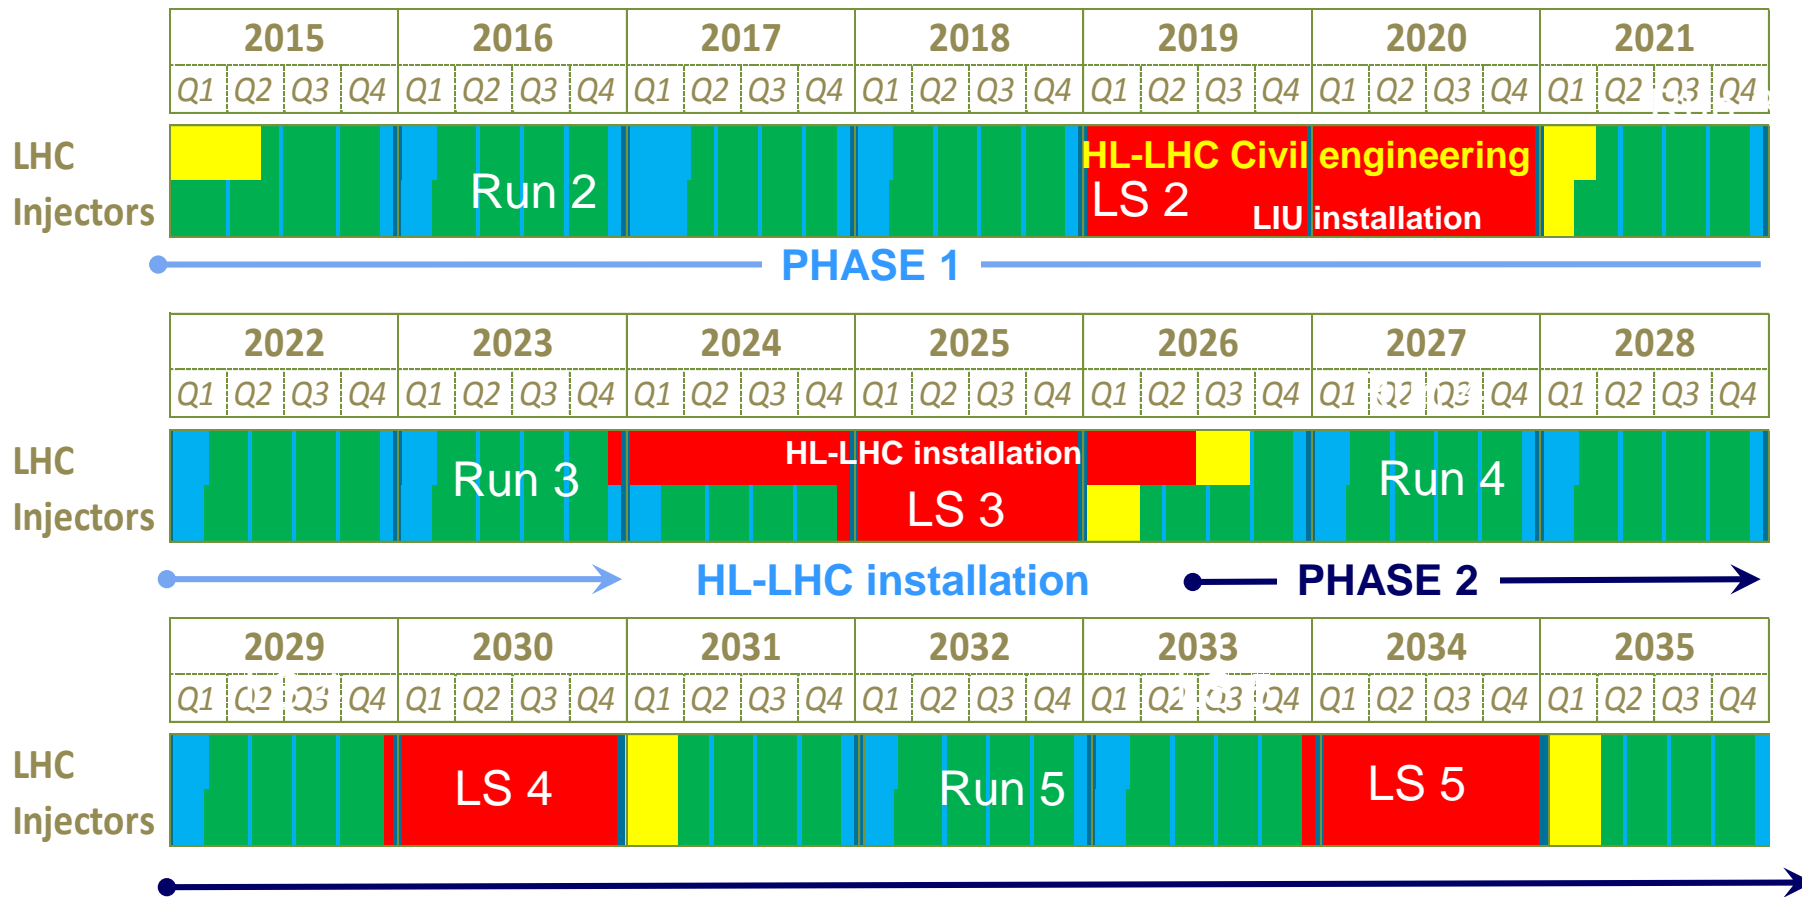 2015 2016 2017 2018 2019 2020 2021
Q1 Q2 Q3 Q4 Q1 Q2 Q3 Q4 Q1 Q2 Q3 Q4 Q1 Q2 Q3 Q4 Q1 Q2 Q3 Q4 Q1 Q2 Q3 Q4 Q1 Q2 Q3 Q4
LHC HL-LHC Civil engineering
Run 2 LS 2
Injectors LIU installation
PHASE 1
2022 2023 2024 2025 2026 2027 2028
Q1 Q2 Q3 Q4 Q1 Q2 Q3 Q4 Q1 Q2 Q3 Q4 Q1 Q2 Q3 Q4 Q1 Q2 Q3 Q4 Q1 Q2 Q3 Q4 Q1 Q2 Q3 Q4
LHC HL-LHC installation
Run 3 Run 4
Injectors LS 3
HL-LHC installation PHASE 2
2029 2030 2031 2032 2033 2034 2035
Q1 Q2 Q3 Q4 Q1 Q2 Q3 Q4 Q1 Q2 Q3 Q4 Q1 Q2 Q3 Q4 Q1 Q2 Q3 Q4 Q1 Q2 Q3 Q4 Q1 Q2 Q3 Q4
LHC
LS 4 Run 5 LS 5
Injectors